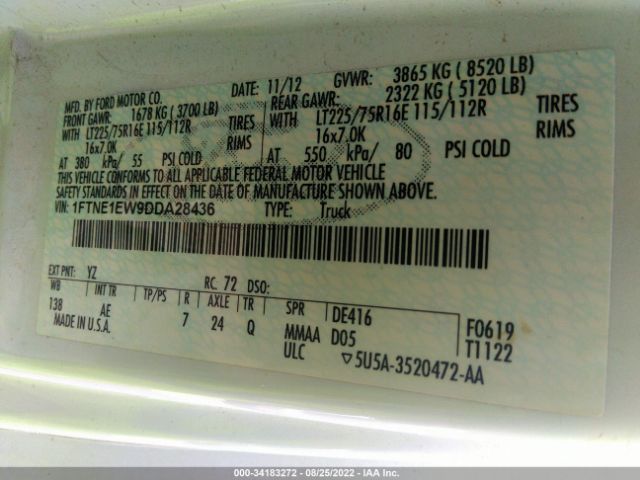 MFD. BY FORD MOTOR CO. DATE: 11/12 GVWR: 3865 KG ( 8520 LB)
FRONT GAWR: 1678 KG ( 3700 LB) REAR GAWR: 2322 KG ( 5120 LB)
WITH LT225/75R16E 115/112R TIRES WITH LT225/75R16E 115/112R TIRES
16x7.0K RIMS 16x7.0K RIMS
AT 380 kPa/ 55 PSI COLD AT 550 kPa/ 80 PSI COLD
THIS VEHICLE CONFORMS TO ALL APPLICABLE FEDERAL MOTOR VEHICLE
SAFETY STANDARDS IN EFFECT ON THE DATE OF MANUFACTURE SHOWN ABOVE.
VIN: 1FTNE1EW9DDA28436 TYPE: Truck
EXT PNT: YZ RC: 72 DSO:
WB INT TR TP/PS R AXLE TR SPR DE416 F0619
138 AE 7 24 Q MMAA D05 T1122
MADE IN U.S.A. ULC 5U5A-3520472-AA
000-34183272 - 08/25/2022 - IAA Inc.